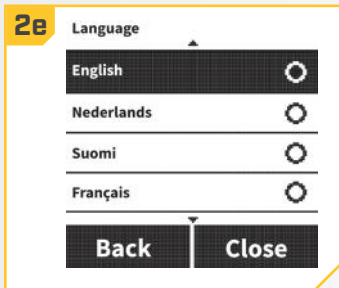 2e
Language
English
Nederlands
Suomi
Français
Back Close